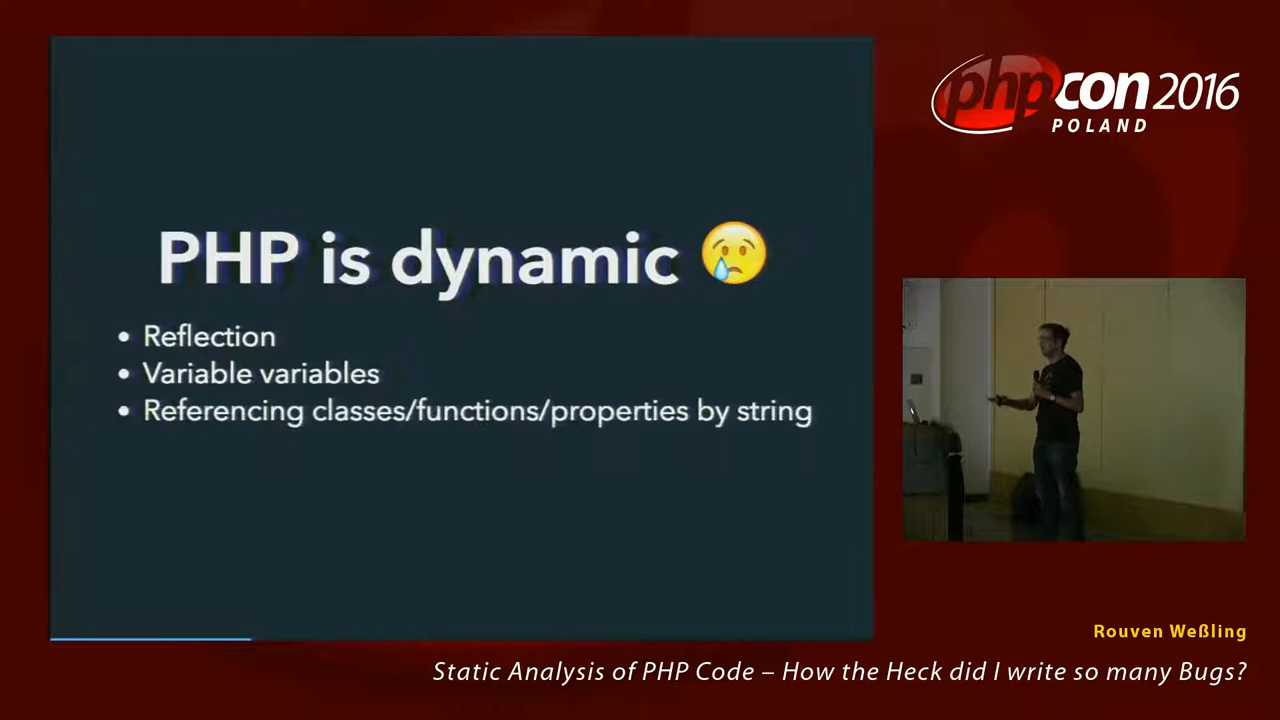 phpcon 2016
POLAND
PHP is dynamic 😢
• Reflection
• Variable variables
• Referencing classes/functions/properties by string
Rouven Weßling
Static Analysis of PHP Code – How the Heck did I write so many Bugs?